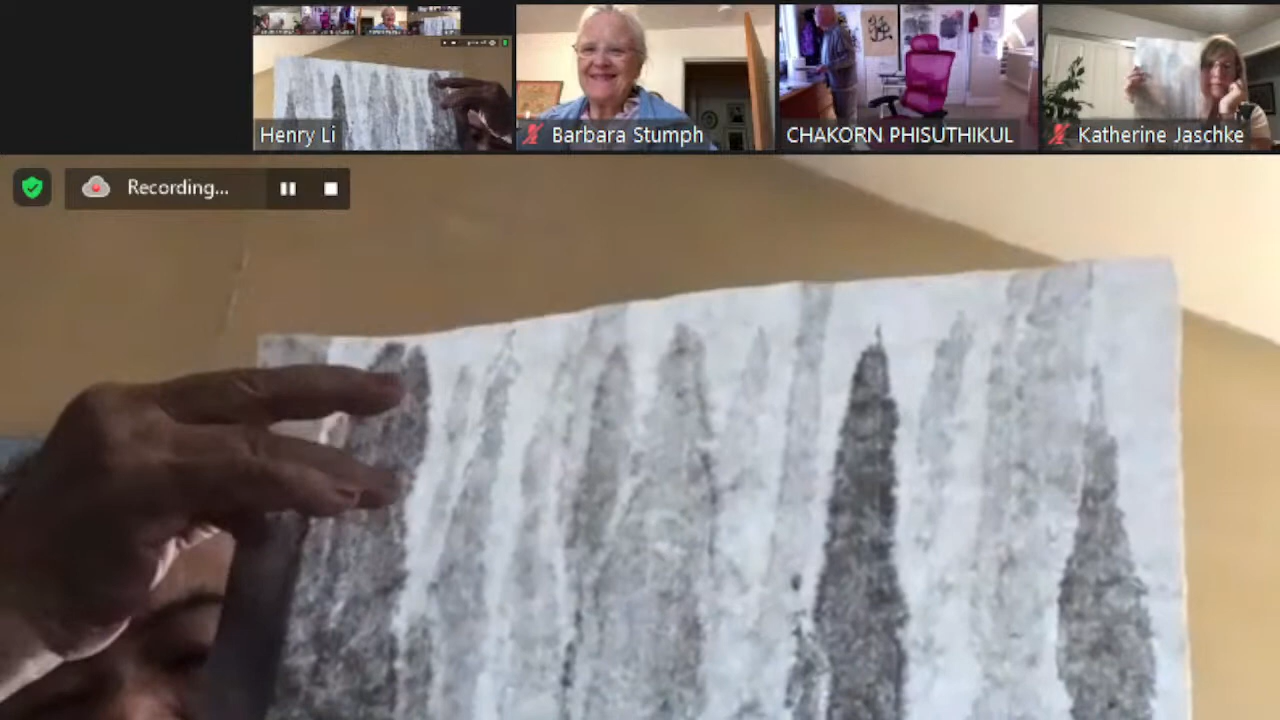 Henry Li
Barbara Stumph
CHAKORN PHISUTHIKUL
Katherine Jaschke
Recording...